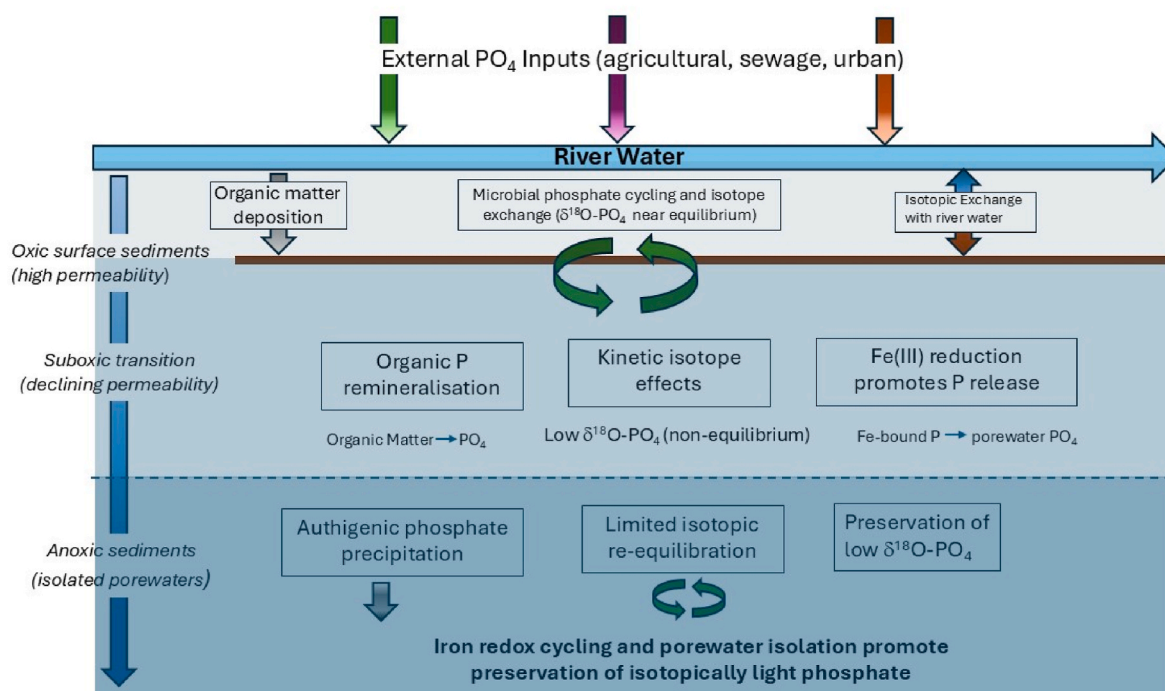 External PO₄ Inputs (agricultural, sewage, urban)
River Water
Organic matter
deposition
Microbial phosphate cycling and isotope
exchange (δ¹⁸O-PO₄ near equilibrium)
Isotopic Exchange
with river water
Oxic surface sediments
(high permeability)
Suboxic transition
(declining permeability)
Organic P
remineralisation
Kinetic isotope
effects
Fe(III) reduction
promotes P release
Organic Matter → PO₄
Low δ¹⁸O-PO₄ (non-equilibrium)
Fe-bound P → porewater PO₄
Anoxic sediments
(isolated porewaters)
Authigenic phosphate
precipitation
Limited isotopic
re-equilibration
Preservation of
low δ¹⁸O-PO₄
Iron redox cycling and porewater isolation promote
preservation of isotopically light phosphate